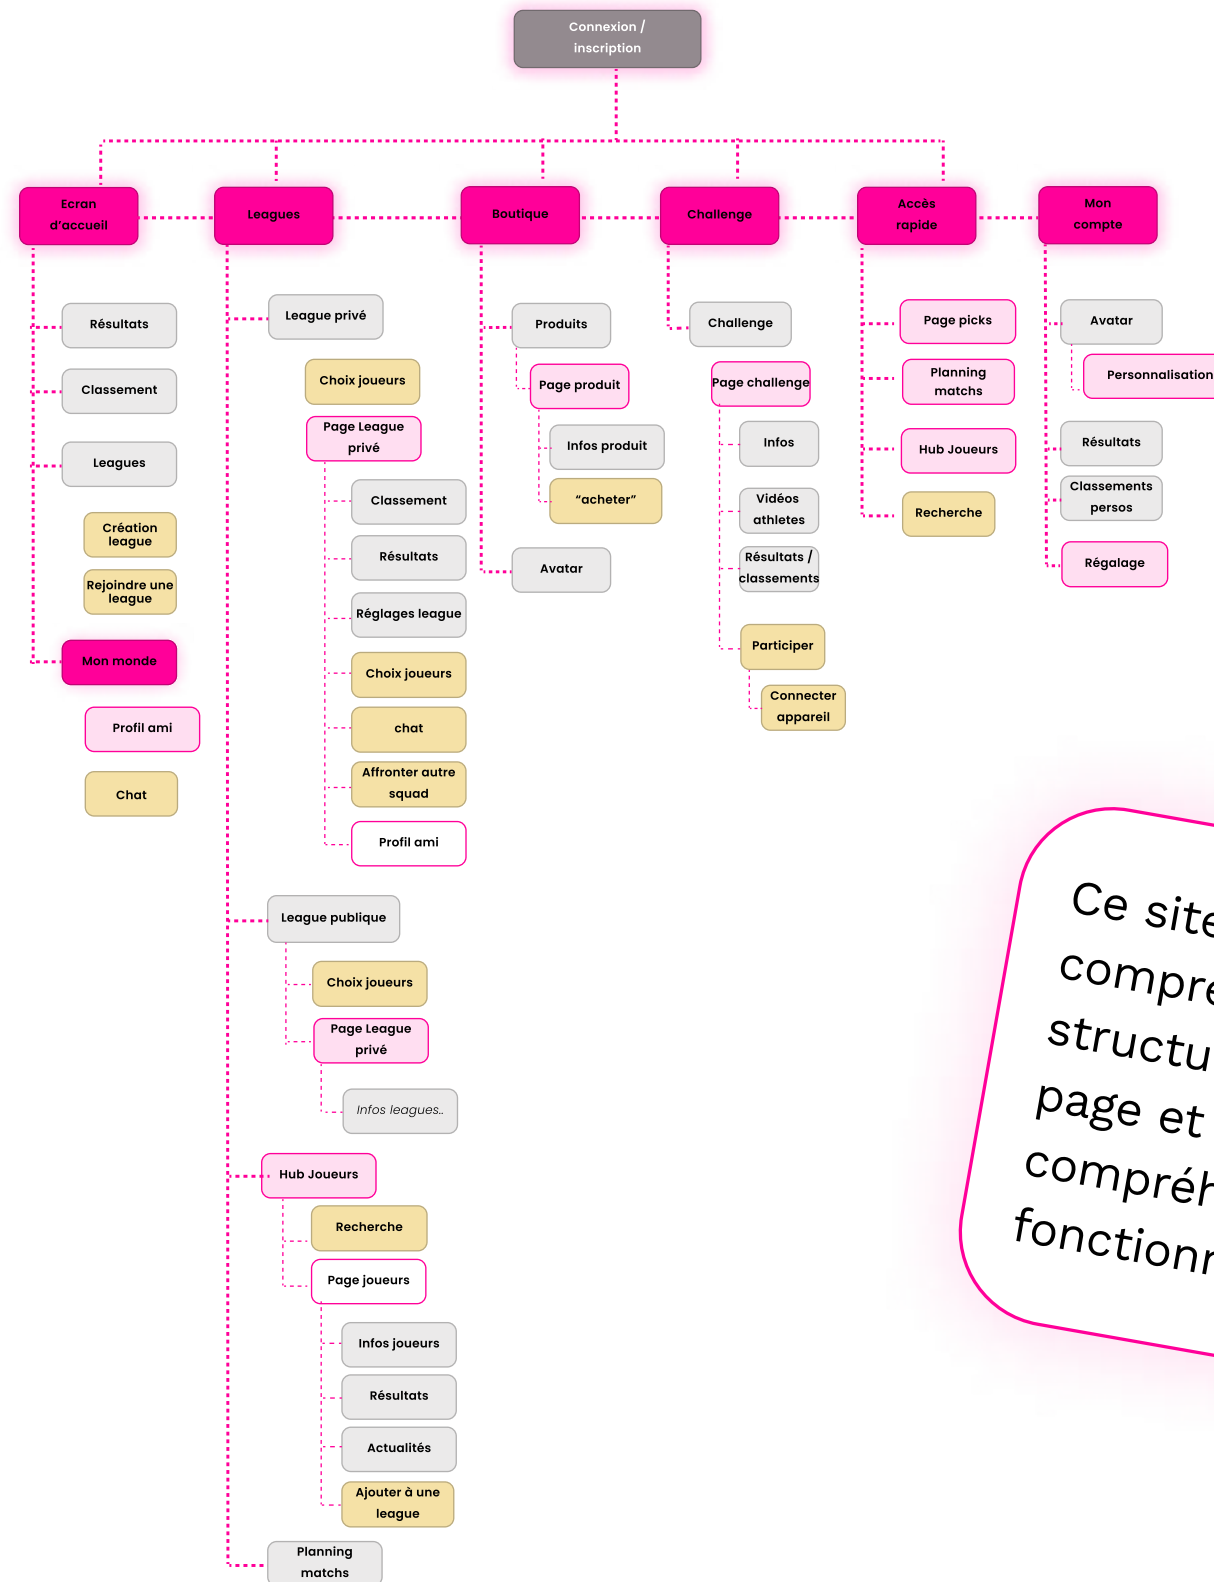 Connexion /
inscription
Ecran
d’accueil
Leagues
Boutique
Challenge
Accès
rapide
Mon
compte
Résultats
Classement
Leagues
Création
league
Rejoindre une
league
Mon monde
Profil ami
Chat
League privé
Choix joueurs
Page League
privé
Classement
Résultats
Réglages league
Choix joueurs
chat
Affronter autre
squad
Profil ami
League publique
Choix joueurs
Page League
privé
Infos leagues..
Hub Joueurs
Recherche
Page joueurs
Infos joueurs
Résultats
Actualités
Ajouter à une
league
Planning
matchs
Produits
Page produit
Infos produit
“acheter”
Avatar
Challenge
Page challenge
Infos
Vidéos
athletes
Résultats /
classements
Participer
Connecter
appareil
Page picks
Planning
matchs
Hub Joueurs
Recherche
Avatar
Personnalisation
Résultats
Classements
persos
Régalage
Ce site
compré
structu
page et
compréh
fonctionn